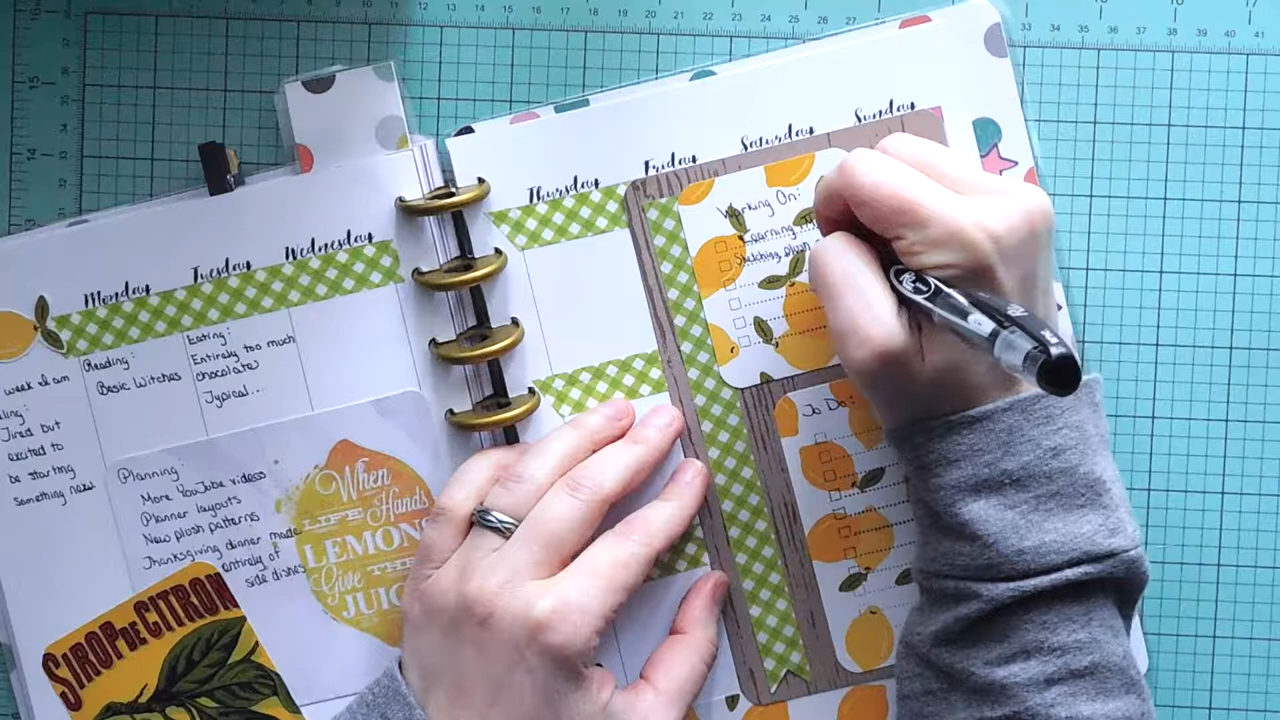 Monday
Tuesday
Wednesday
week I am
Tired but
excited to
be starting
something new
Reading:
Basic Witches
Eating:
Entirely too much
chocolate
Typical...
Planning:
More YouTube videos
Planner layouts
New plush patterns
Thanksgiving dinner made
entirely of
side dishes
When
LIFE Hands
LEMONS
Give THE
SIROP DE CITRON
Thursday
Friday
Saturday
Sunday
Working On:
Learning
Sketching plush
To Do: